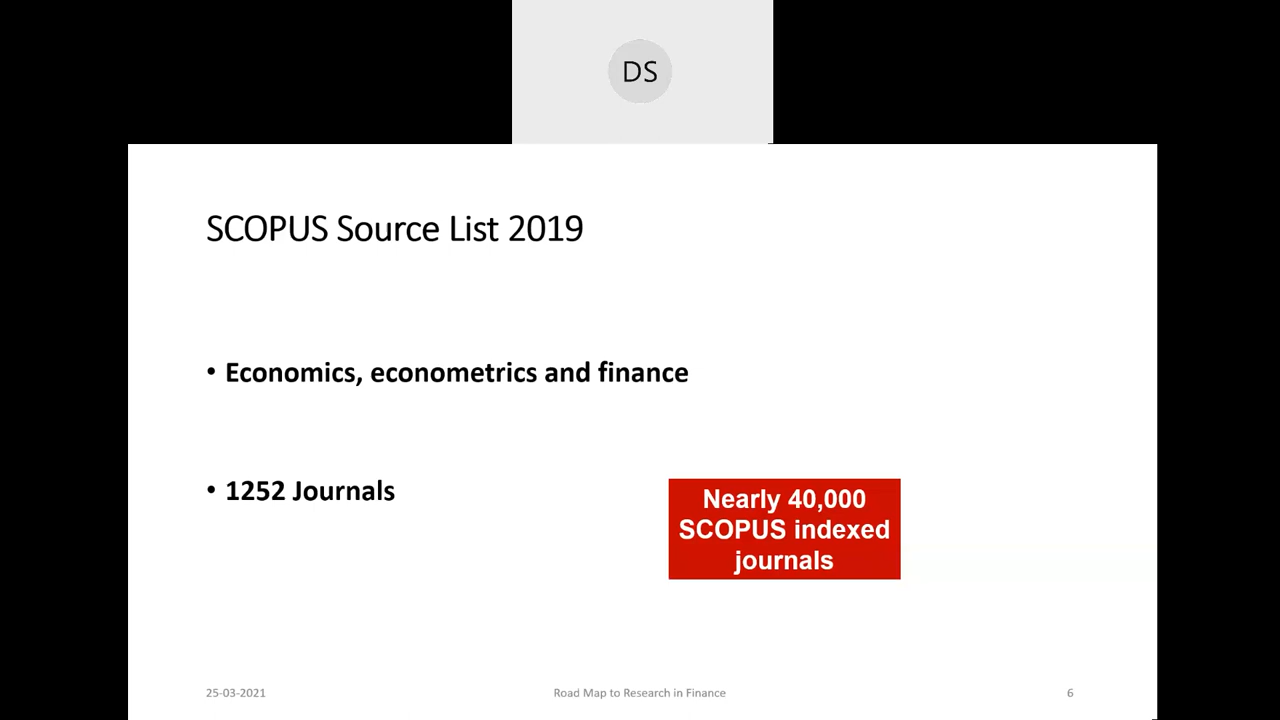 DS
SCOPUS Source List 2019
• Economics, econometrics and finance
• 1252 Journals
Nearly 40,000
SCOPUS indexed
journals
25-03-2021
Road Map to Research in Finance
6